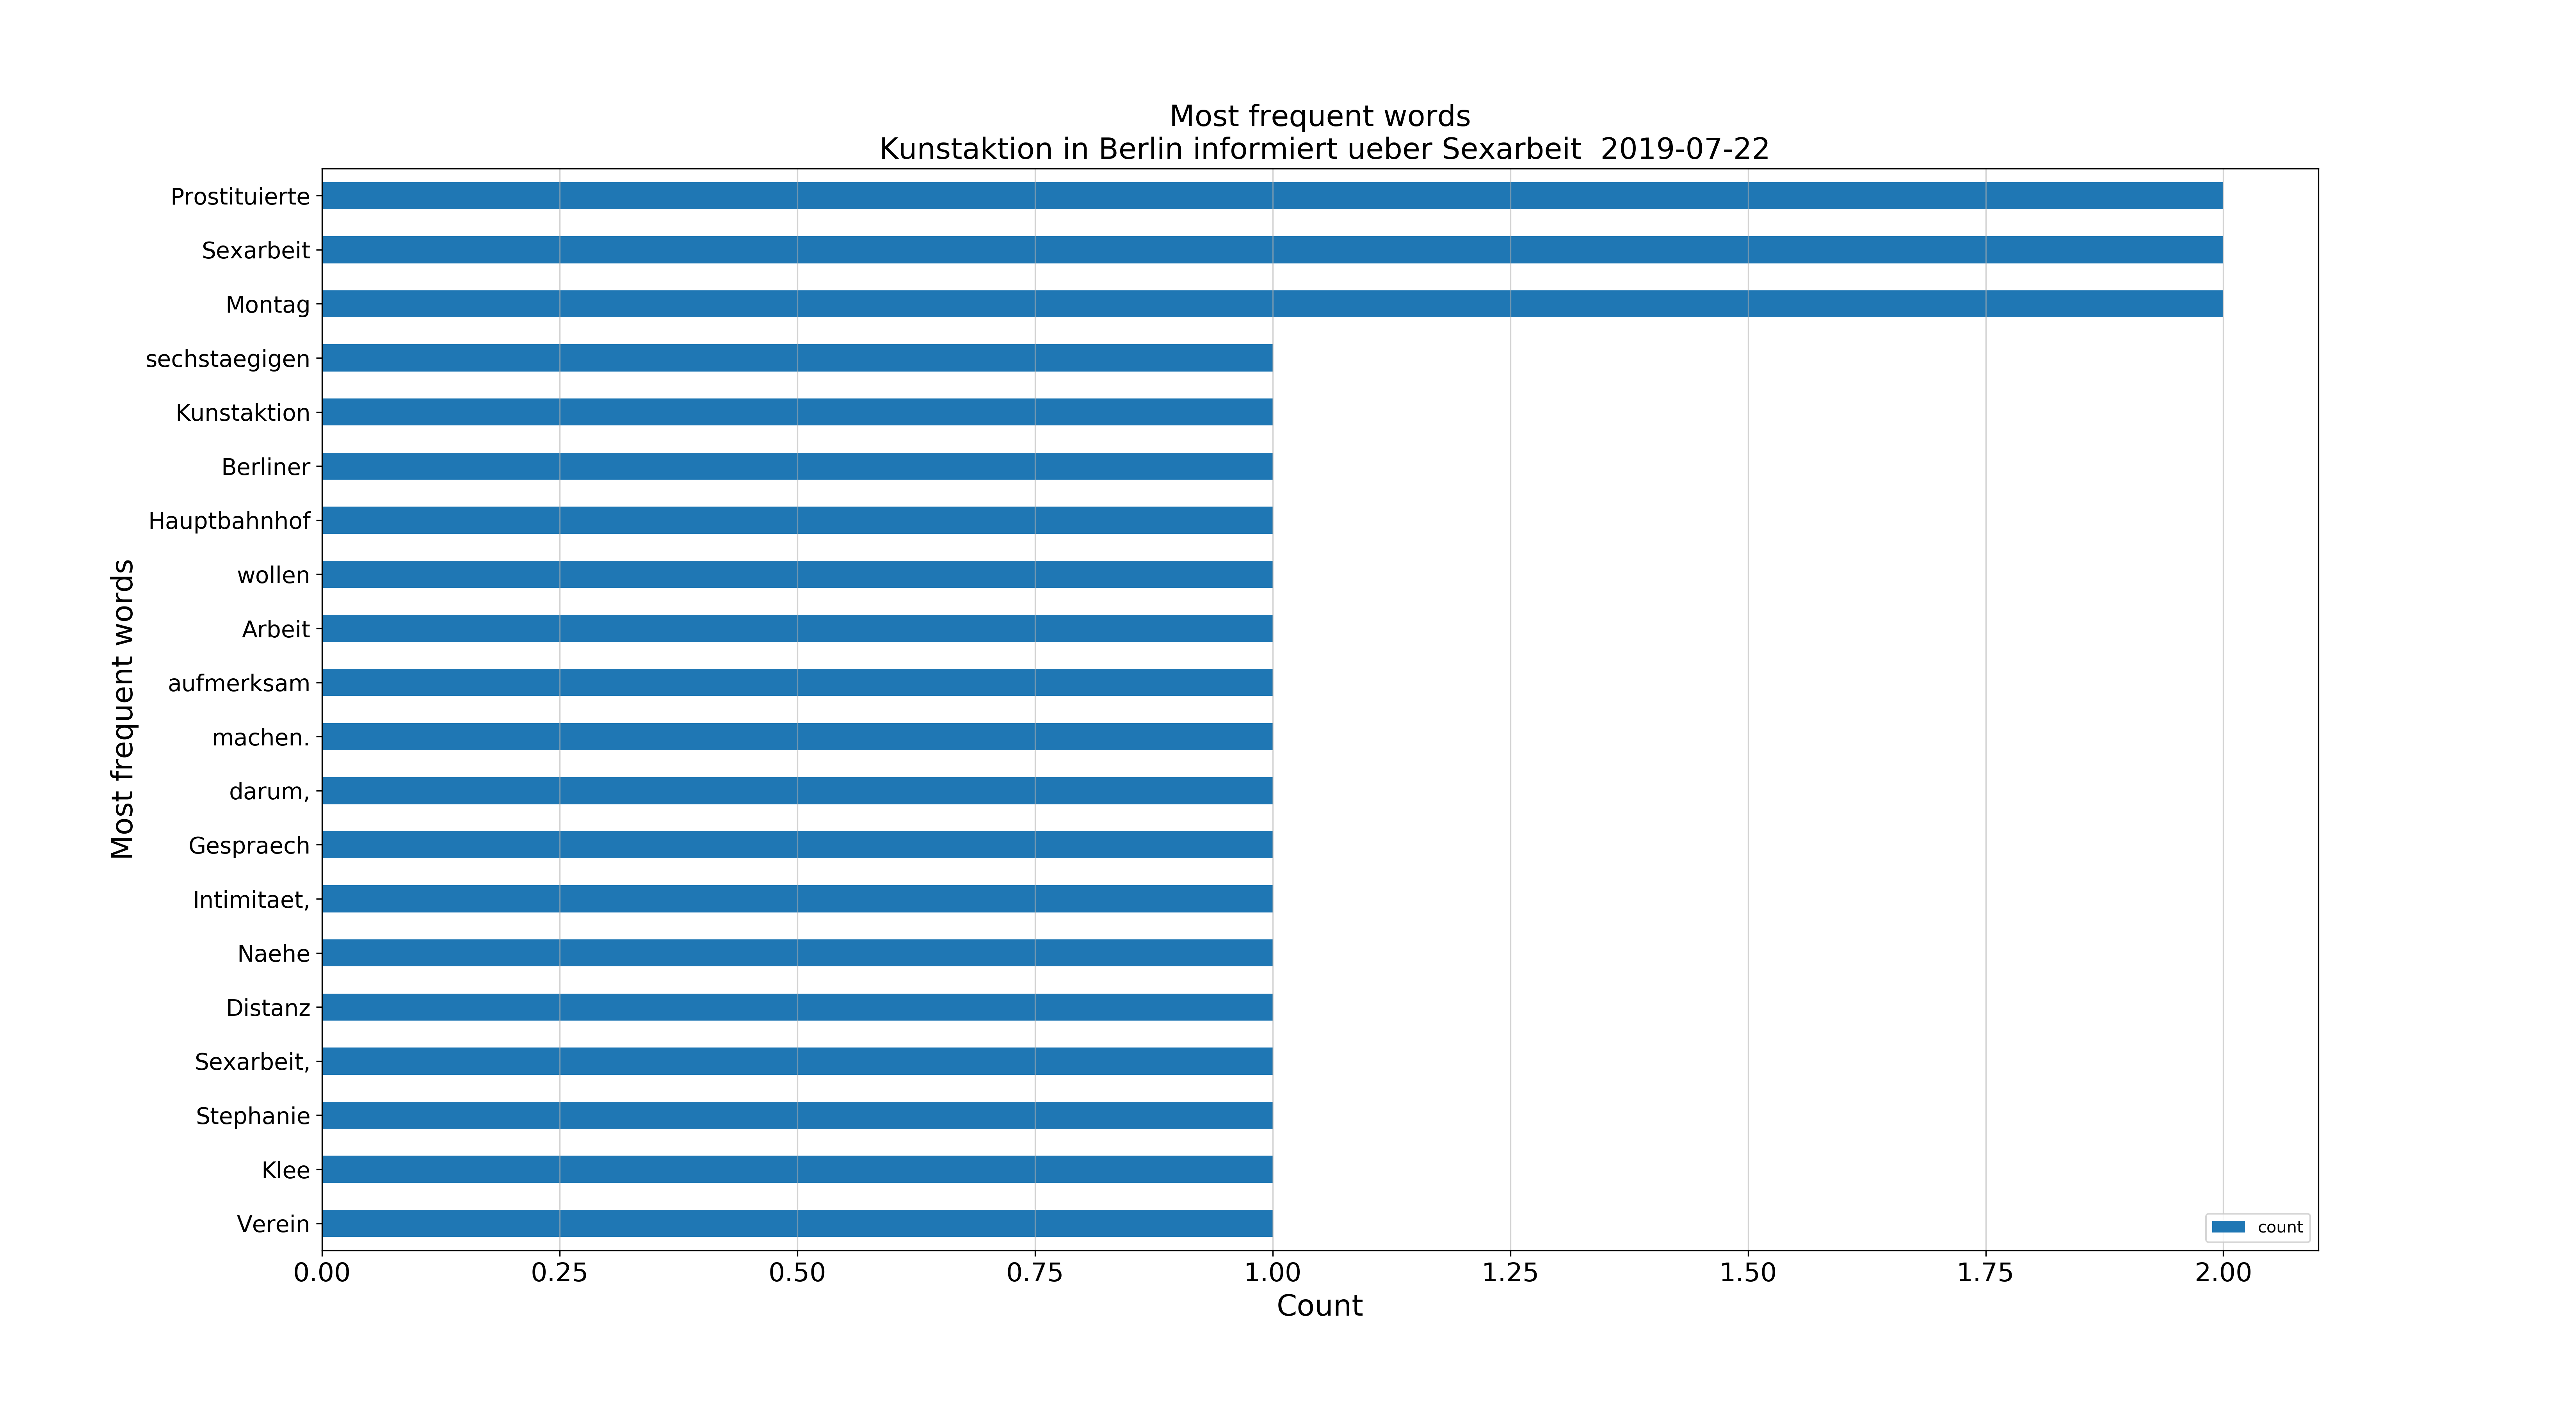 Most frequent words
Kunstaktion in Berlin informiert ueber Sexarbeit  2019-07-22
Prostituierte
Sexarbeit
Montag
sechstaegigen
Kunstaktion
Berliner
Hauptbahnhof
wollen
Arbeit
aufmerksam
machen.
darum,
Gespraech
Intimitaet,
Naehe
Distanz
Sexarbeit,
Stephanie
Klee
Verein
Most frequent words
count
0.00 0.25 0.50 0.75 1.00 1.25 1.50 1.75 2.00
Count